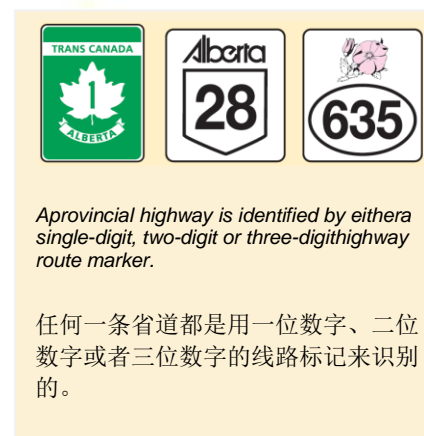 TRANS CANADA
1
ALBERTA
Alberta
28
635
Aprovincial highway is identified by eithera
single-digit, two-digit or three-digithighway
route marker.
任何一条省道都是用一位数字、二位
数字或者三位数字的线路标记来识别
的。